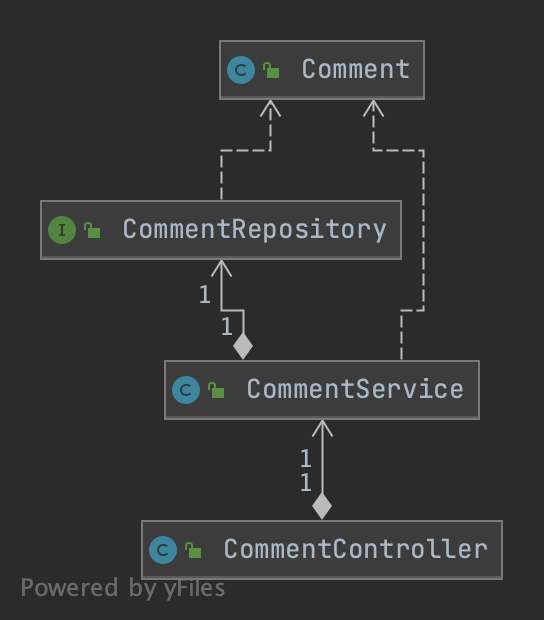 C Comment
I CommentRepository
1
1
C CommentService
1
1
C CommentController
Powered by yFiles